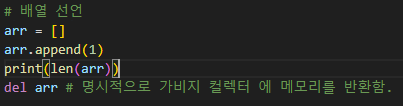 # 배열 선언
arr = []
arr.append(1)
print(len(arr))
del arr # 명시적으로 가비지 컬렉터 에 메모리를 반환함.